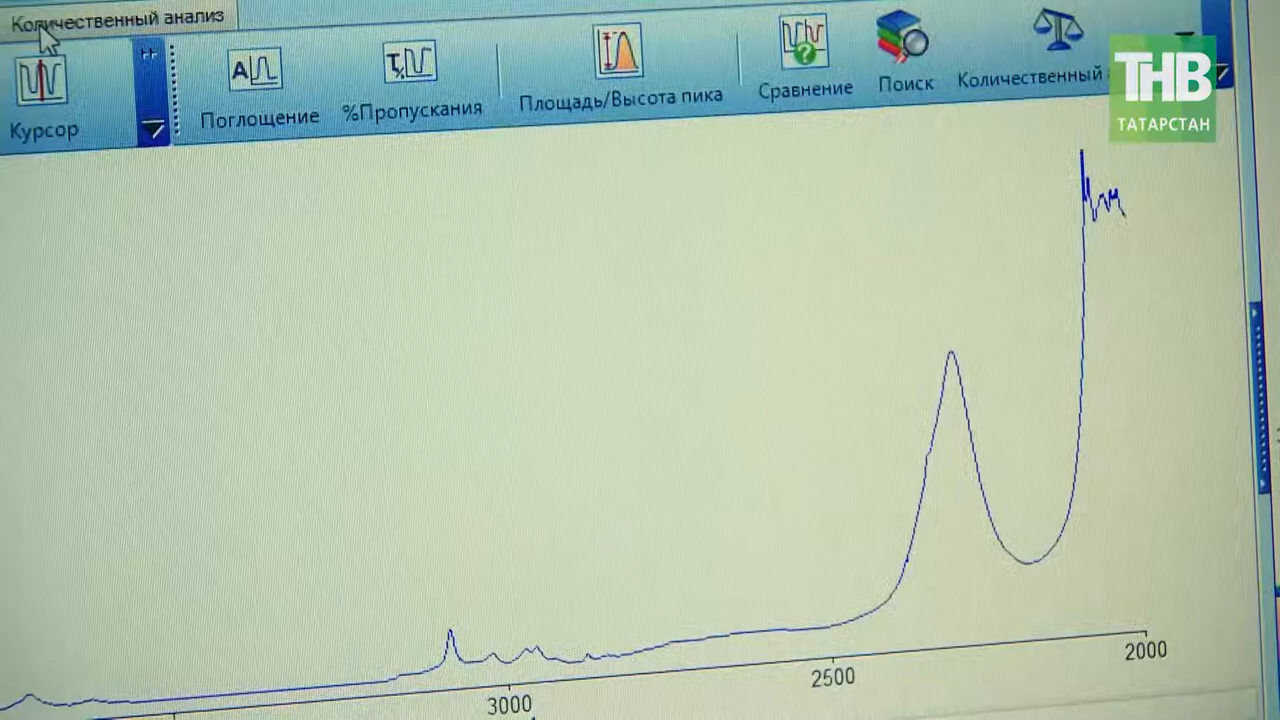 Количественный анализ
Курсор
Поглощение
%Пропускания
Площадь/Высота пика
Сравнение
Поиск
Количественный
ТНВ
ТАТАРСТАН
3000
2500
2000